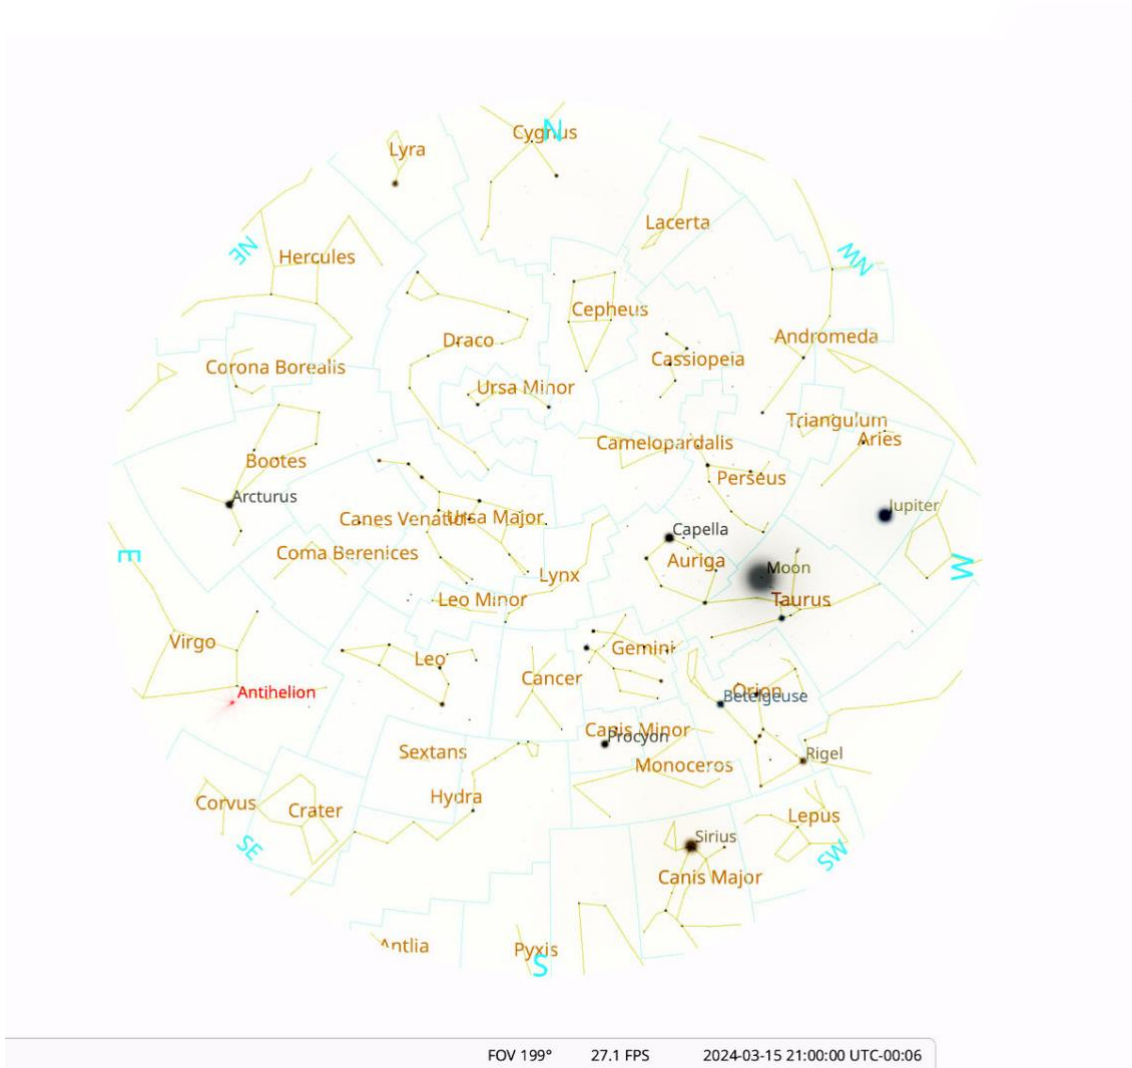 N
Cygnus
Lyra
Lacerta
NE
Hercules
NW
Cepheus
Andromeda
Draco
Cassiopeia
Corona Borealis
Ursa Minor
Triangulum
Aries
Camelopardalis
Bootes
Perseus
Arcturus
Jupiter
Canes Venatici
Ursa Major
Capella
Coma Berenices
E
Auriga
Moon
W
Lynx
Leo Minor
Taurus
Virgo
Gemini
Leo
Cancer
Antihelion
Orion
Betelgeuse
Canis Minor
Procyon
Sextans
Rigel
Monoceros
Hydra
Corvus
Crater
Lepus
Sirius
SE
SW
Canis Major
Antlia
Pyxis
S
FOV 199° 27.1 FPS 2024-03-15 21:00:00 UTC-00:06